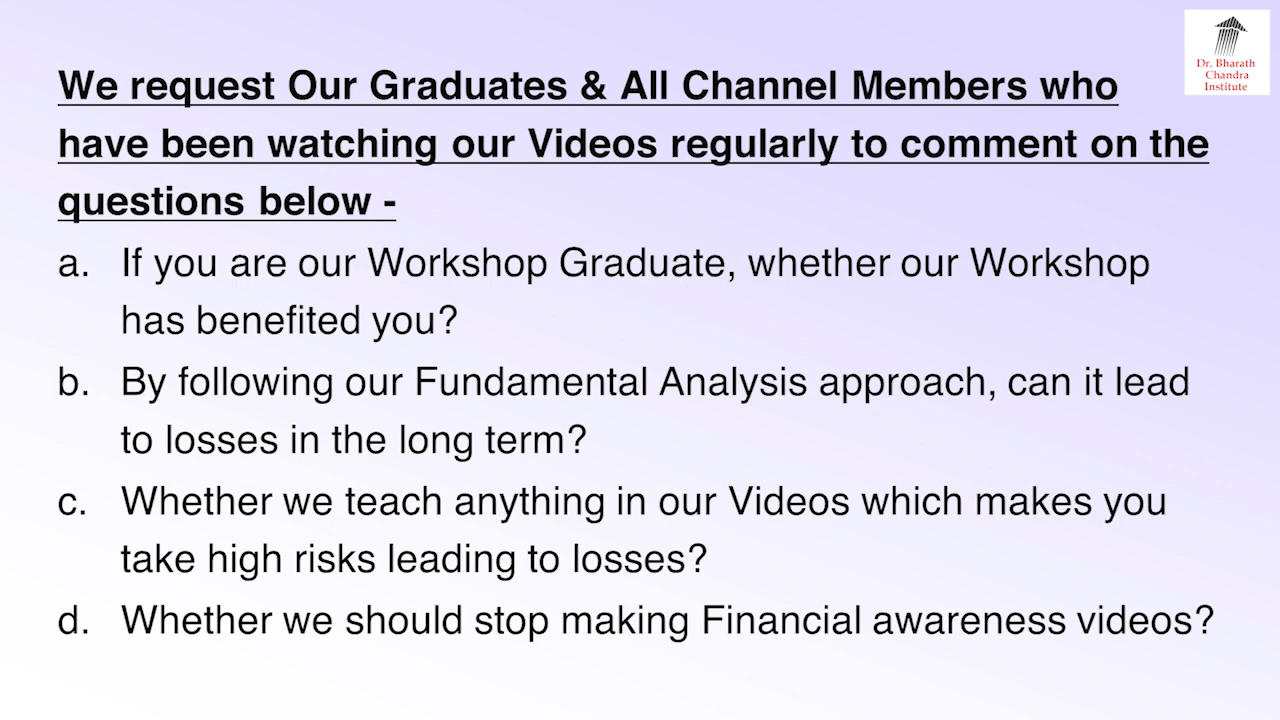 Dr. Bharath
Chandra
Institute
We request Our Graduates & All Channel Members who
have been watching our Videos regularly to comment on the
questions below -
a. If you are our Workshop Graduate, whether our Workshop
has benefited you?
b. By following our Fundamental Analysis approach, can it lead
to losses in the long term?
c. Whether we teach anything in our Videos which makes you
take high risks leading to losses?
d. Whether we should stop making Financial awareness videos?